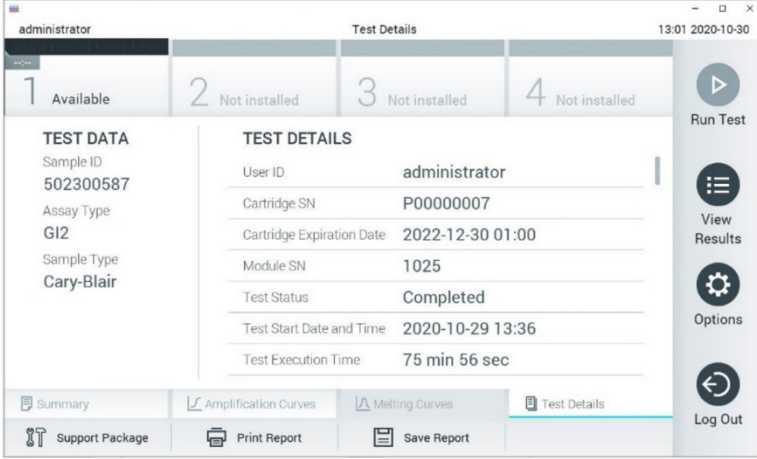 administrator Test Details 13:01 2020-10-30
--:--
1 Available 2 Not installed 3 Not installed 4 Not installed
Run Test
TEST DATA
Sample ID
502300587
Assay Type
GI2
Sample Type
Cary-Blair
TEST DETAILS
User ID administrator
Cartridge SN P00000007
Cartridge Expiration Date 2022-12-30 01:00
Module SN 1025
Test Status Completed
Test Start Date and Time 2020-10-29 13:36
Test Execution Time 75 min 56 sec
View
Results
Options
Log Out
Summary Amplification Curves Melting Curves Test Details
Support Package Print Report Save Report